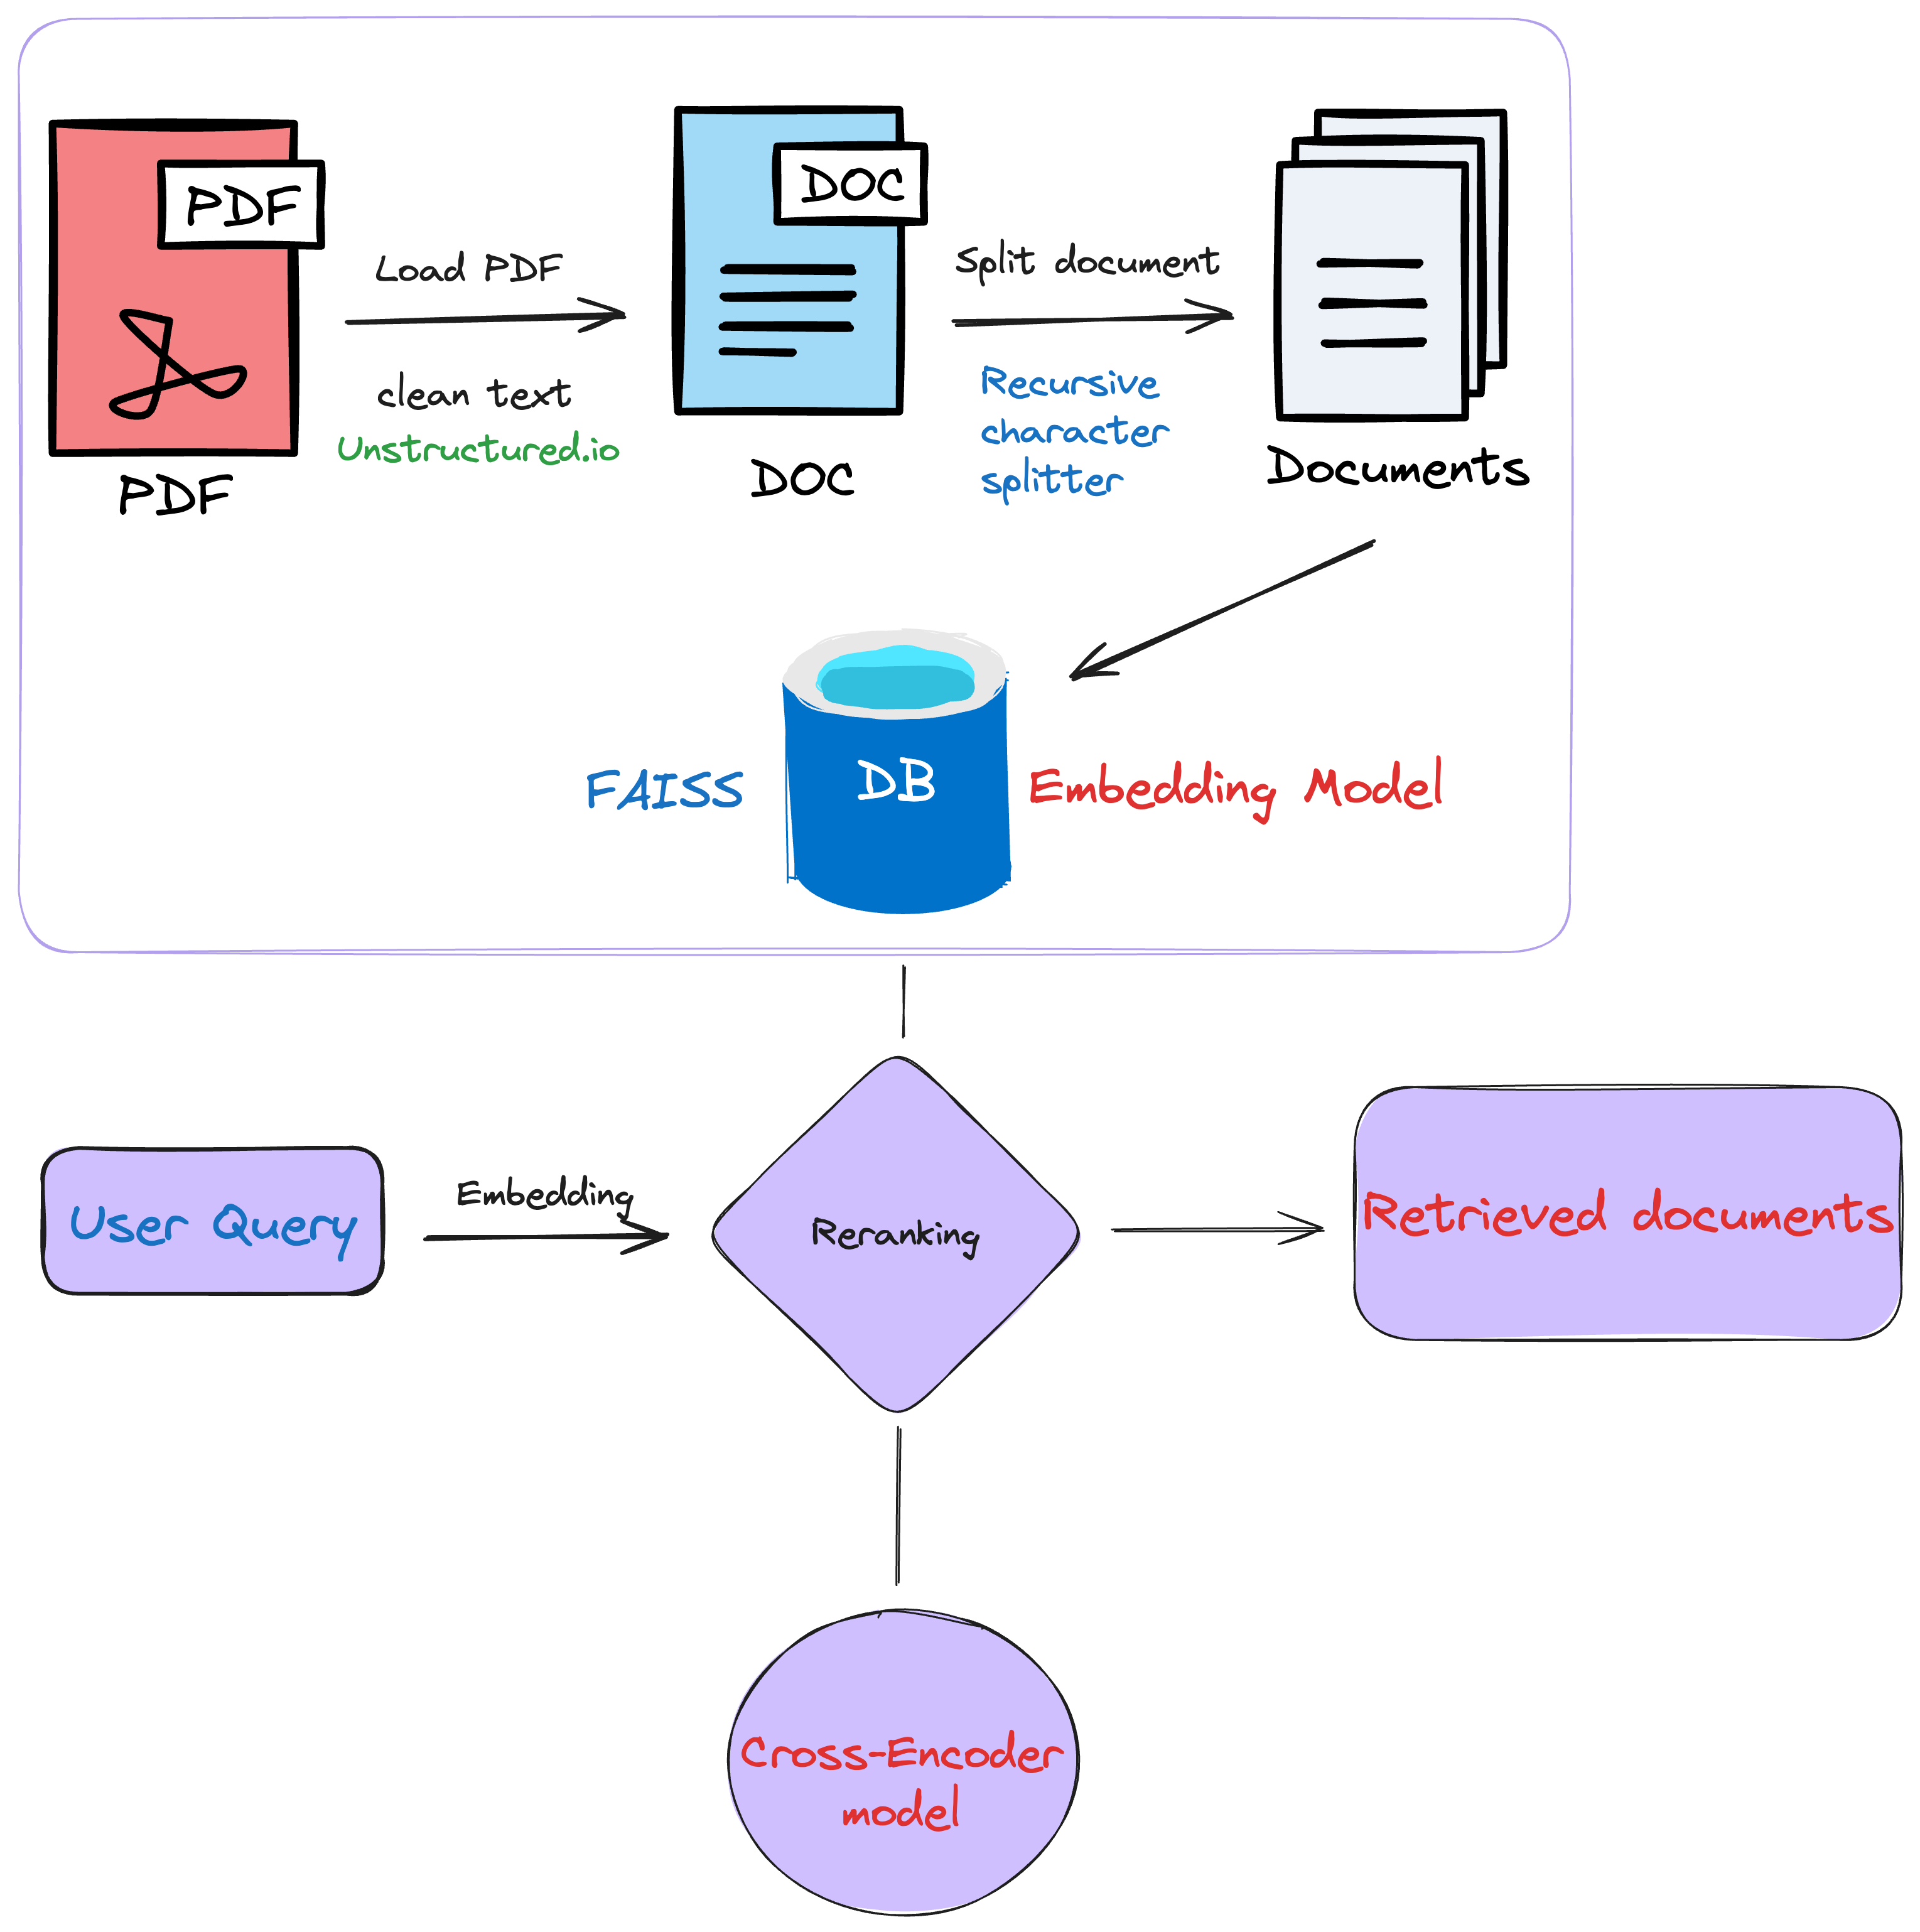 PDF
DOC
Load PDF
Split document
clean text
Unstructured.io
Recursive
character
splitter
PDF
DOC
Documents
FAISS
DB
Embedding Model
User Query
Embedding
Reranking
Retrieved documents
Cross-Encoder
model